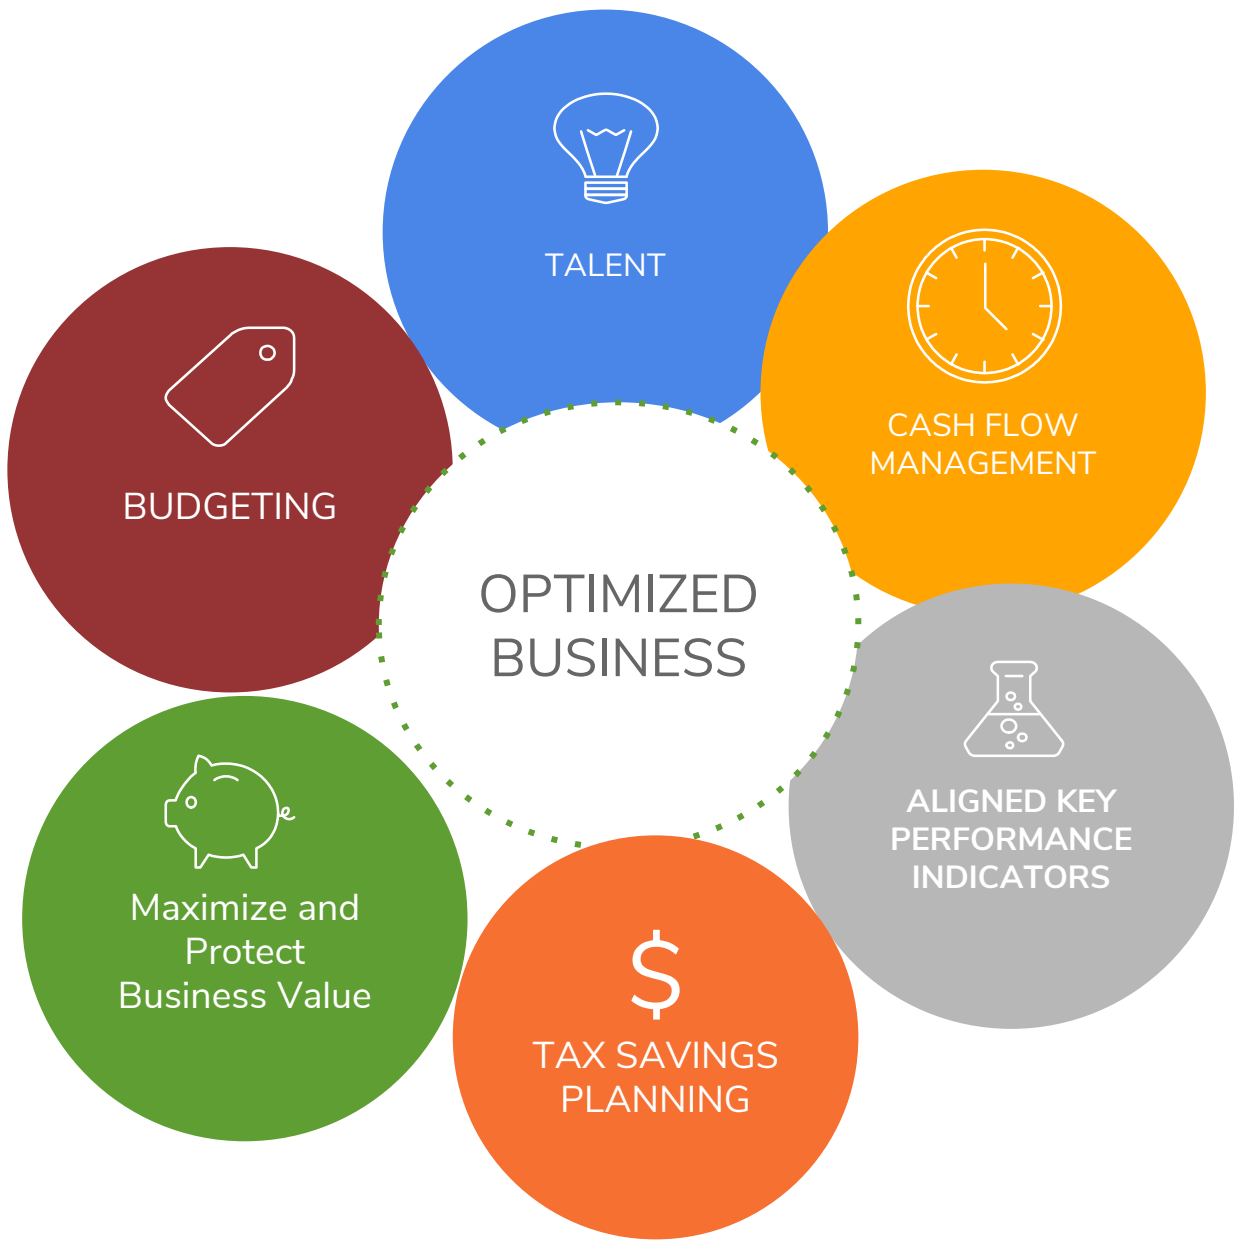 TALENT
CASH FLOW
MANAGEMENT
BUDGETING
OPTIMIZED
BUSINESS
ALIGNED KEY
PERFORMANCE
INDICATORS
Maximize and
Protect
Business Value
$
TAX SAVINGS
PLANNING